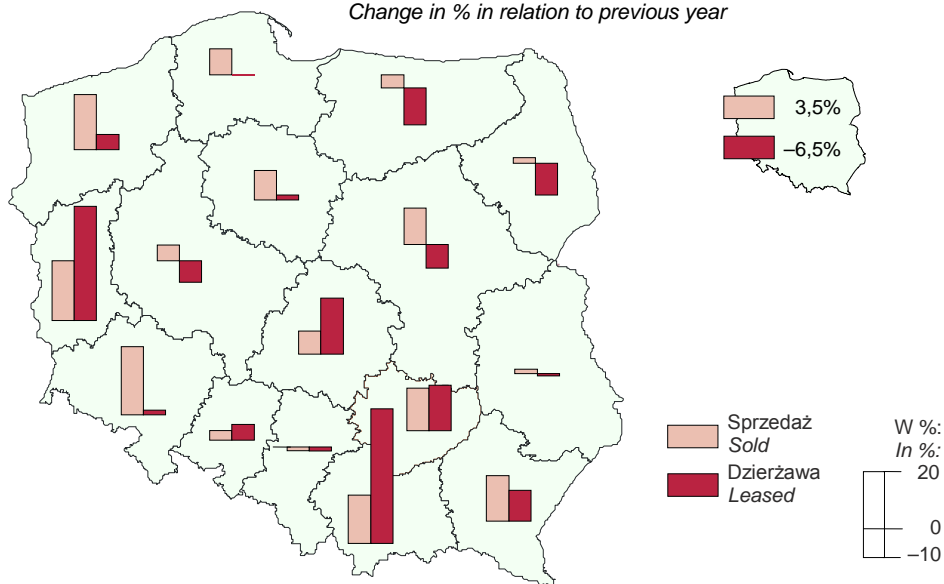 Change in % in relation to previous year
3,5%
–6,5%
Sprzedaż
Sold
Dzierżawa
Leased
W %:
In %:
20
0
–10